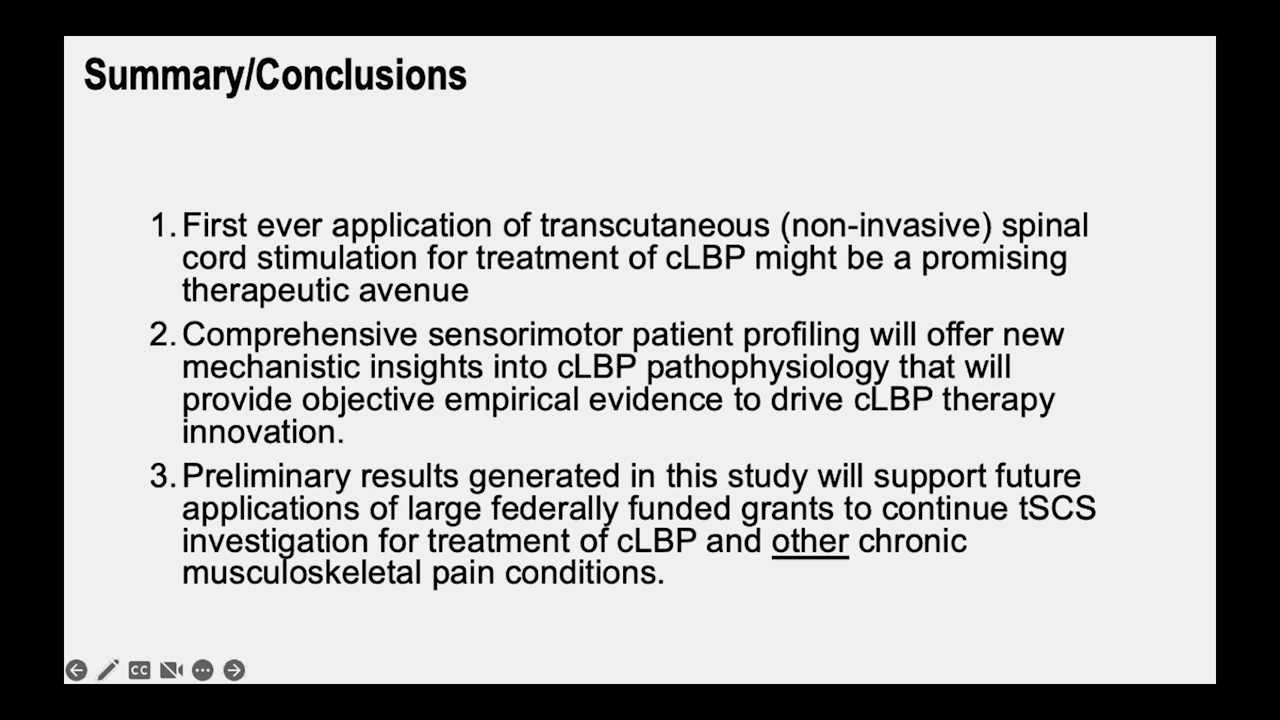 Summary/Conclusions
1. First ever application of transcutaneous (non-invasive) spinal
cord stimulation for treatment of cLBP might be a promising
therapeutic avenue
2. Comprehensive sensorimotor patient profiling will offer new
mechanistic insights into cLBP pathophysiology that will
provide objective empirical evidence to drive cLBP therapy
innovation.
3. Preliminary results generated in this study will support future
applications of large federally funded grants to continue tSCS
investigation for treatment of cLBP and other chronic
musculoskeletal pain conditions.
CC